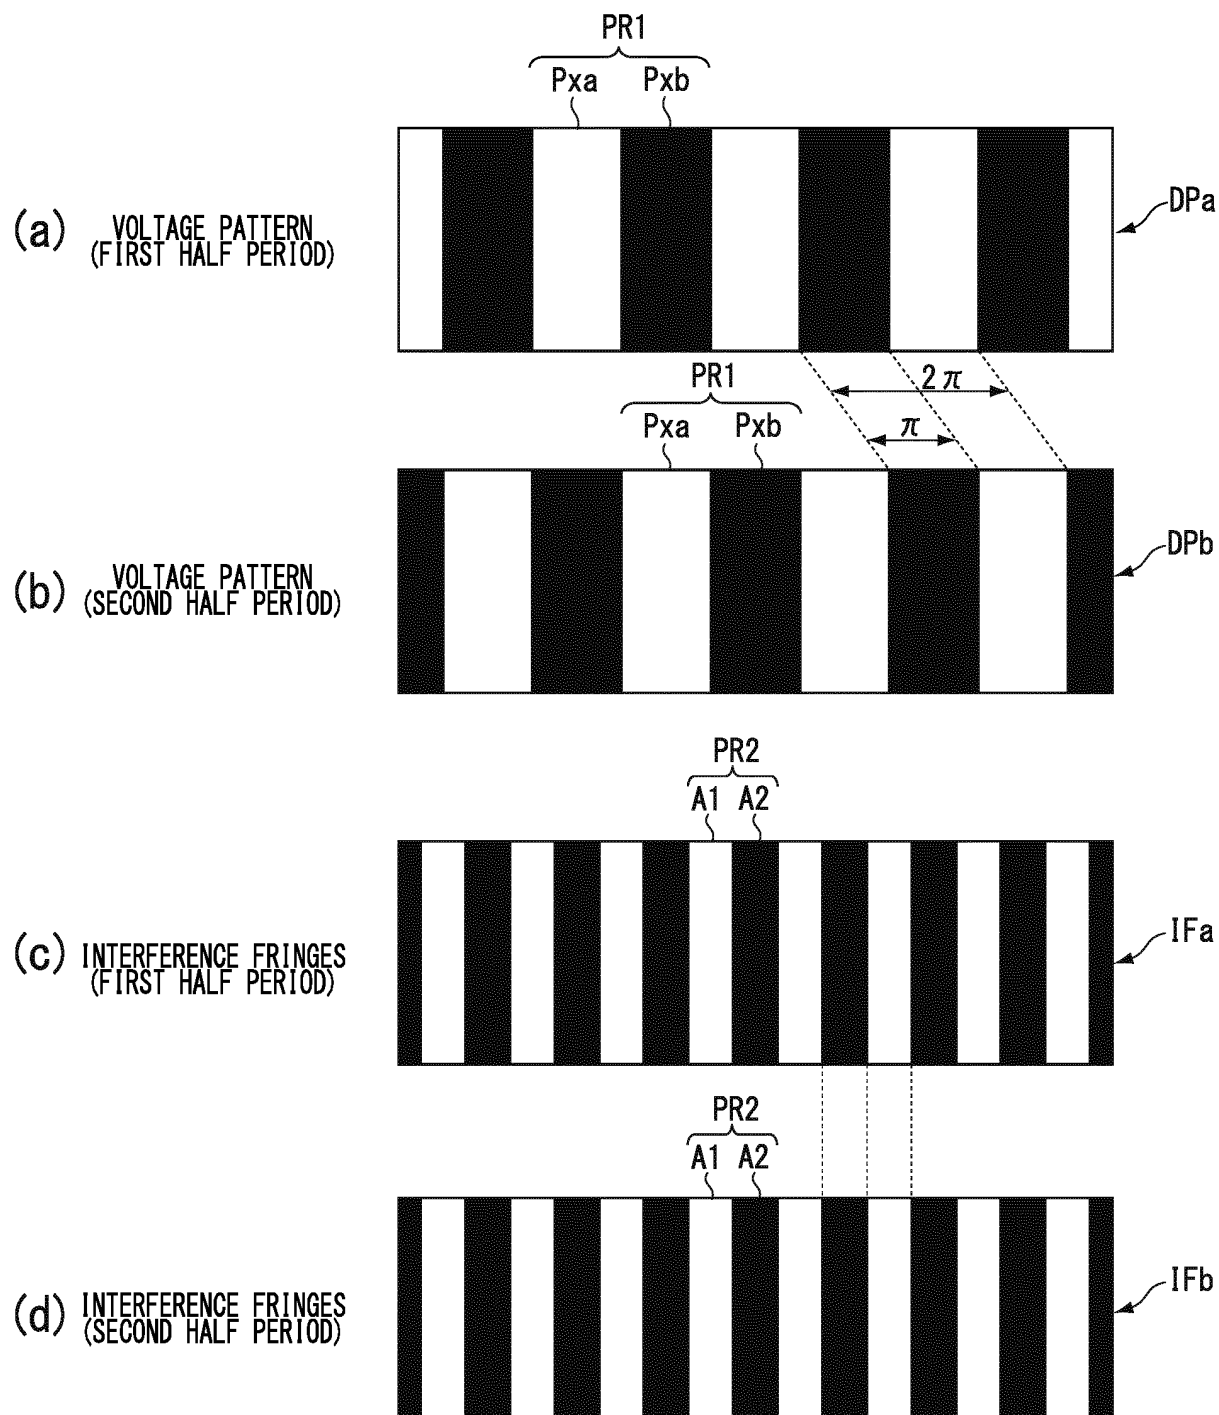 PR1
Pxa Pxb
DPa
(a) VOLTAGE PATTERN
(FIRST HALF PERIOD)
2π
PR1
π
Pxa Pxb
DPb
(b) VOLTAGE PATTERN
(SECOND HALF PERIOD)
PR2
A1 A2
IFa
(c) INTERFERENCE FRINGES
(FIRST HALF PERIOD)
PR2
A1 A2
IFb
(d) INTERFERENCE FRINGES
(SECOND HALF PERIOD)